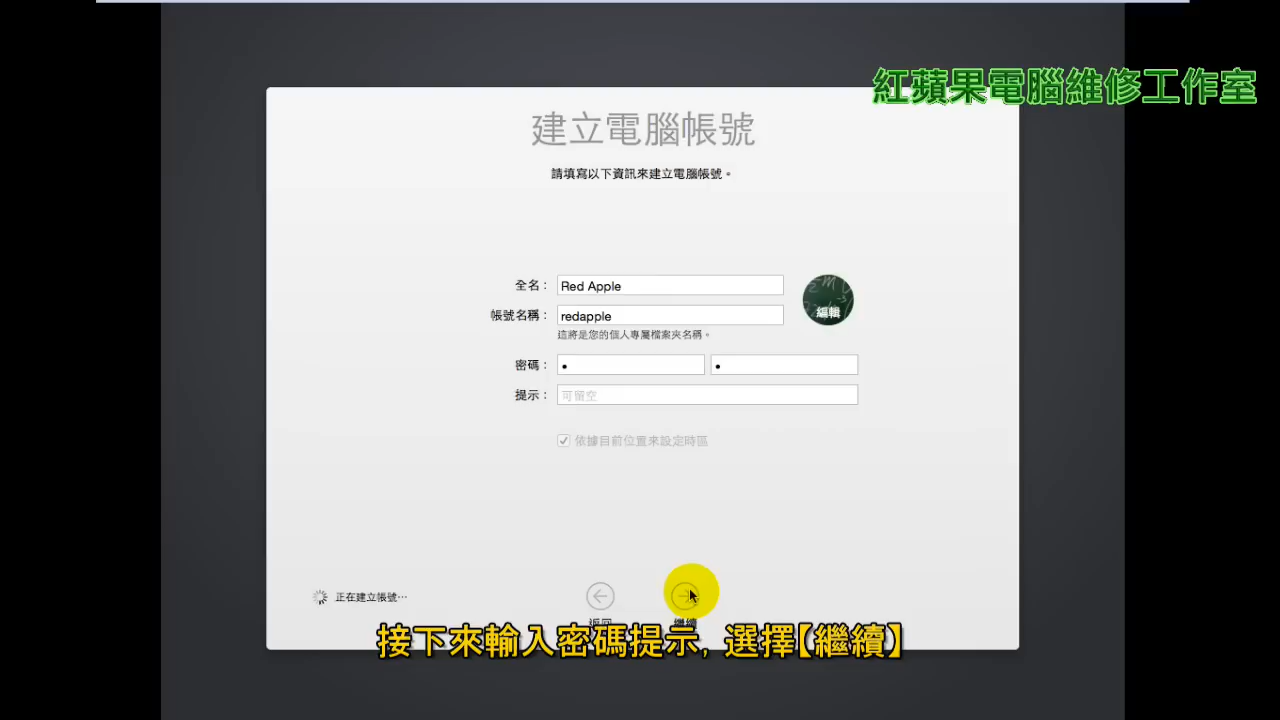 紅蘋果電腦維修工作室
建立電腦帳號
請填寫以下資訊來建立電腦帳號。
全名： Red Apple
編輯
帳號名稱： redapple
這將是您的個人專屬檔案夾名稱。
密碼： • •
提示： 可留空
依據目前位置來設定時區
正在建立帳號…
返回 繼續
接下來輸入密碼提示, 選擇【繼續】